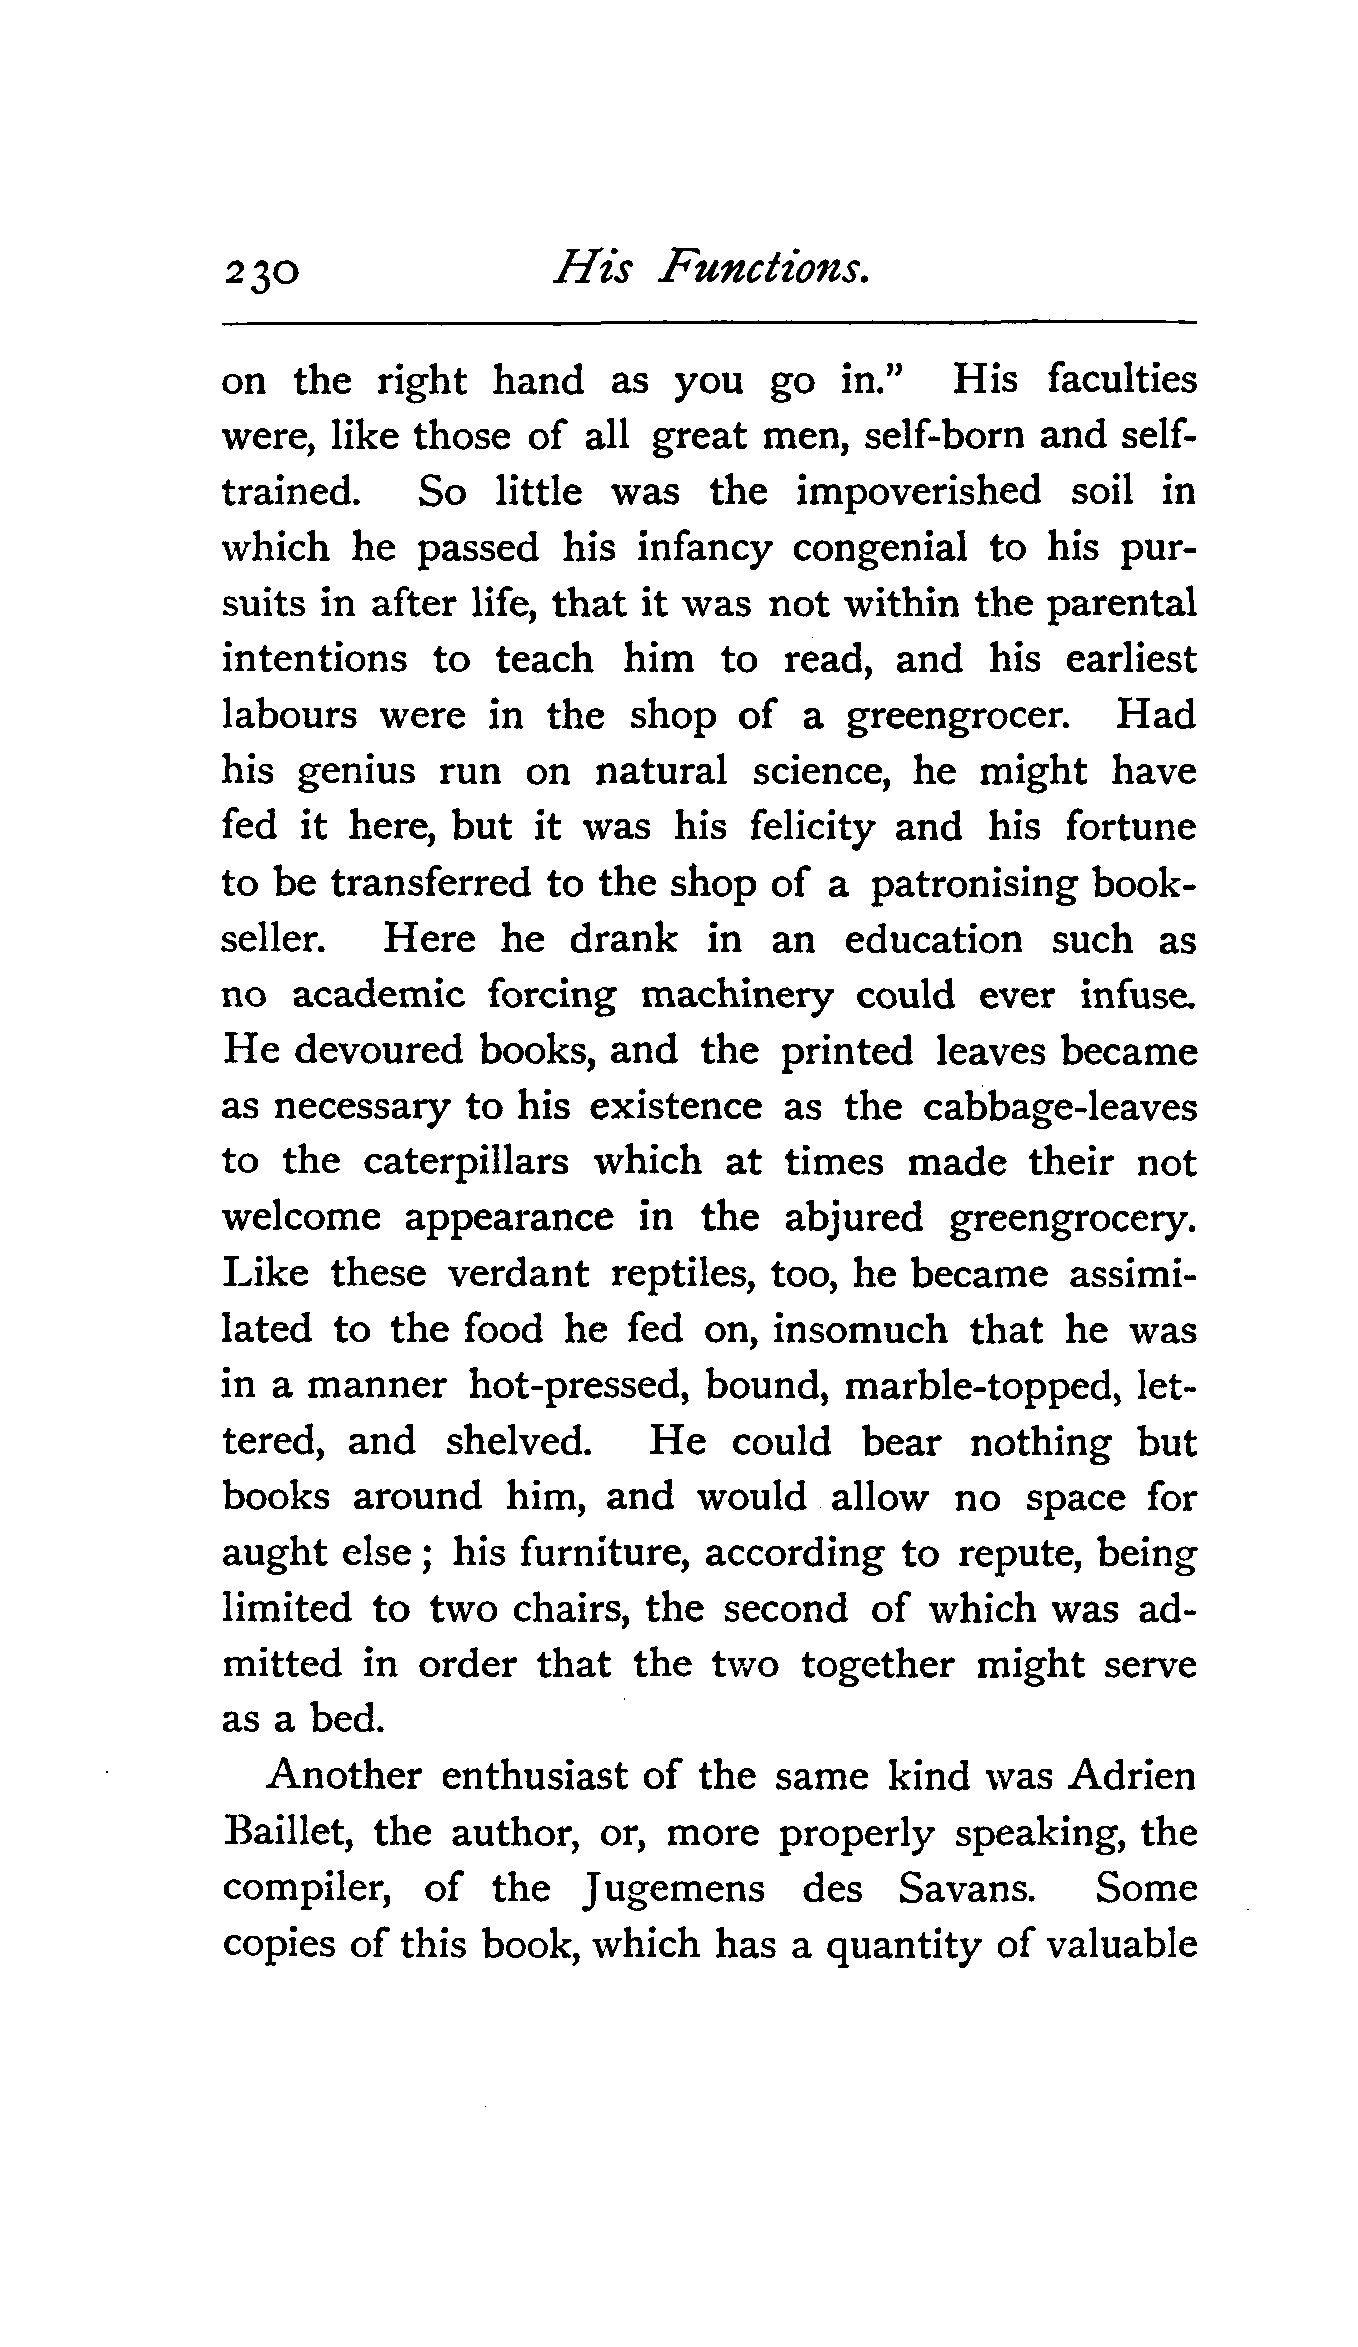 230 His Functions.
on the right hand as you go in.” His faculties
were, like those of all great men, self-born and self-
trained. So little was the impoverished soil in
which he passed his infancy congenial to his pur-
suits in after life, that it was not within the parental
intentions to teach him to read, and his earliest
labours were in the shop of a greengrocer. Had
his genius run on natural science, he might have
fed it here, but it was his felicity and his fortune
to be transferred to the shop of a patronising book-
seller. Here he drank in an education such as
no academic forcing machinery could ever infuse.
He devoured books, and the printed leaves became
as necessary to his existence as the cabbage-leaves
to the caterpillars which at times made their not
welcome appearance in the abjured greengrocery.
Like these verdant reptiles, too, he became assimi-
lated to the food he fed on, insomuch that he was
in a manner hot-pressed, bound, marble-topped, let-
tered, and shelved. He could bear nothing but
books around him, and would allow no space for
aught else ; his furniture, according to repute, being
limited to two chairs, the second of which was ad-
mitted in order that the two together might serve
as a bed.
Another enthusiast of the same kind was Adrien
Baillet, the author, or, more properly speaking, the
compiler, of the Jugemens des Savans. Some
copies of this book, which has a quantity of valuable